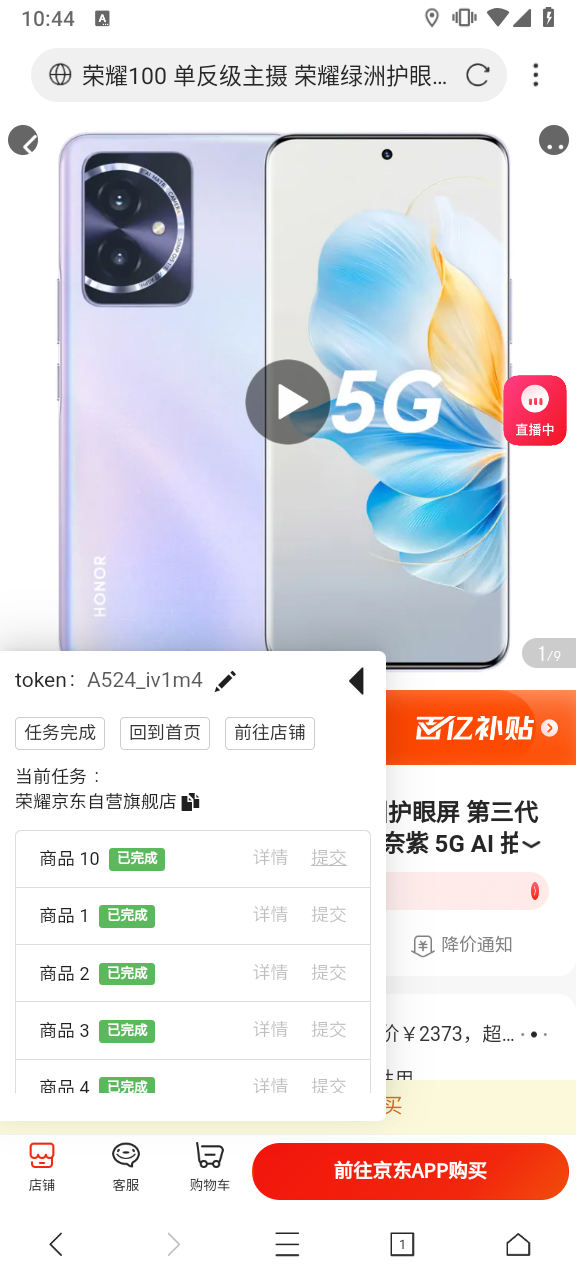 10:44
荣耀100 单反级主摄 荣耀绿洲护眼...
HONOR
5G
直播中
1/9
token： A524_iv1m4
任务完成 回到首页 前往店铺
百亿补贴
当前任务：
荣耀京东自营旗舰店
护眼屏 第三代
奈紫 5G AI 拍
商品 10 已完成 详情 提交
商品 1 已完成 详情 提交
降价通知
商品 2 已完成 详情 提交
商品 3 已完成 详情 提交
价￥2373，超...
商品 4 已完成 详情 提交
买
店铺 客服 购物车
前往京东APP购买
1